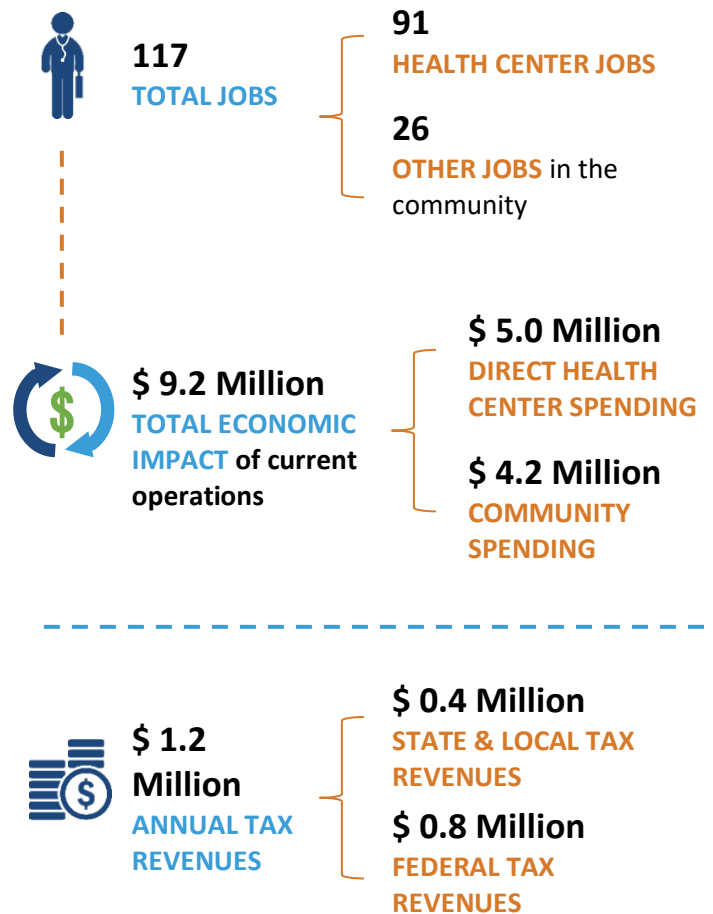 117
TOTAL JOBS
91
HEALTH CENTER JOBS
26
OTHER JOBS in the
community
$ 9.2 Million
TOTAL ECONOMIC
IMPACT of current
operations
$ 5.0 Million
DIRECT HEALTH
CENTER SPENDING
$ 4.2 Million
COMMUNITY
SPENDING
$
$ 1.2
Million
ANNUAL TAX
REVENUES
$ 0.4 Million
STATE & LOCAL TAX
REVENUES
$ 0.8 Million
FEDERAL TAX
REVENUES
$